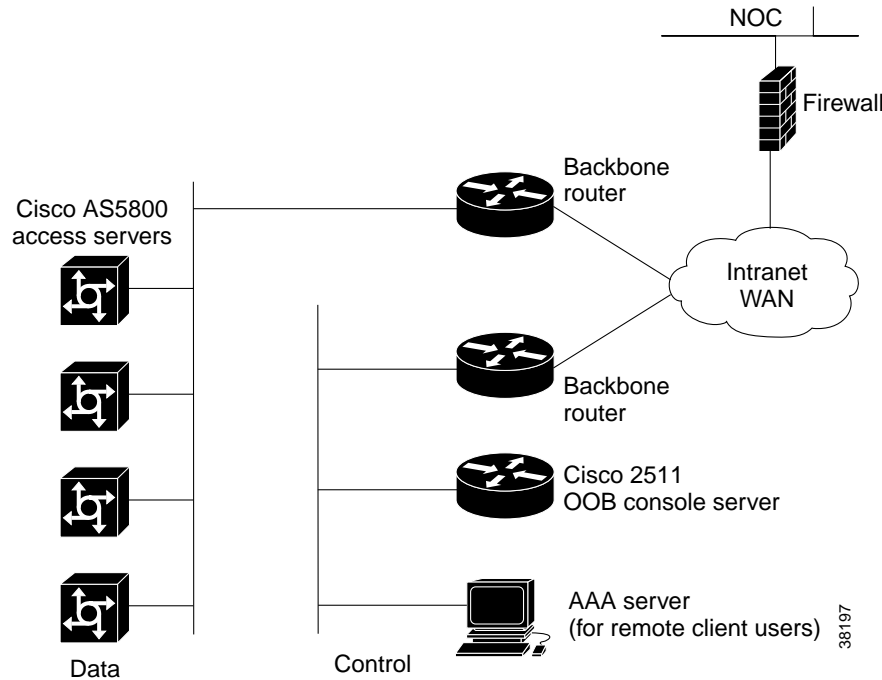 NOC
Firewall
Backbone
router
Cisco AS5800
access servers
Intranet
WAN
Backbone
router
Cisco 2511
OOB console server
AAA server
(for remote client users)
38197
Data
Control